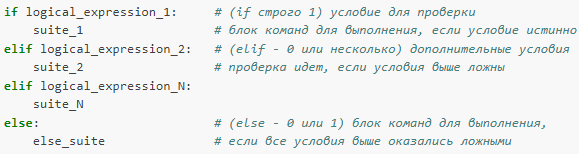 if logical_expression_1:     # (if строго 1) условие для проверки
    suite_1                  # блок команд для выполнения, если условие истинно
elif logical_expression_2:   # (elif - 0 или несколько) дополнительные условия
    suite_2                  # проверка идет, если условия выше ложны
elif logical_expression_N:
    suite_N
else:                        # (else - 0 или 1) блок команд для выполнения,
    else_suite               # если все условия выше оказались ложными